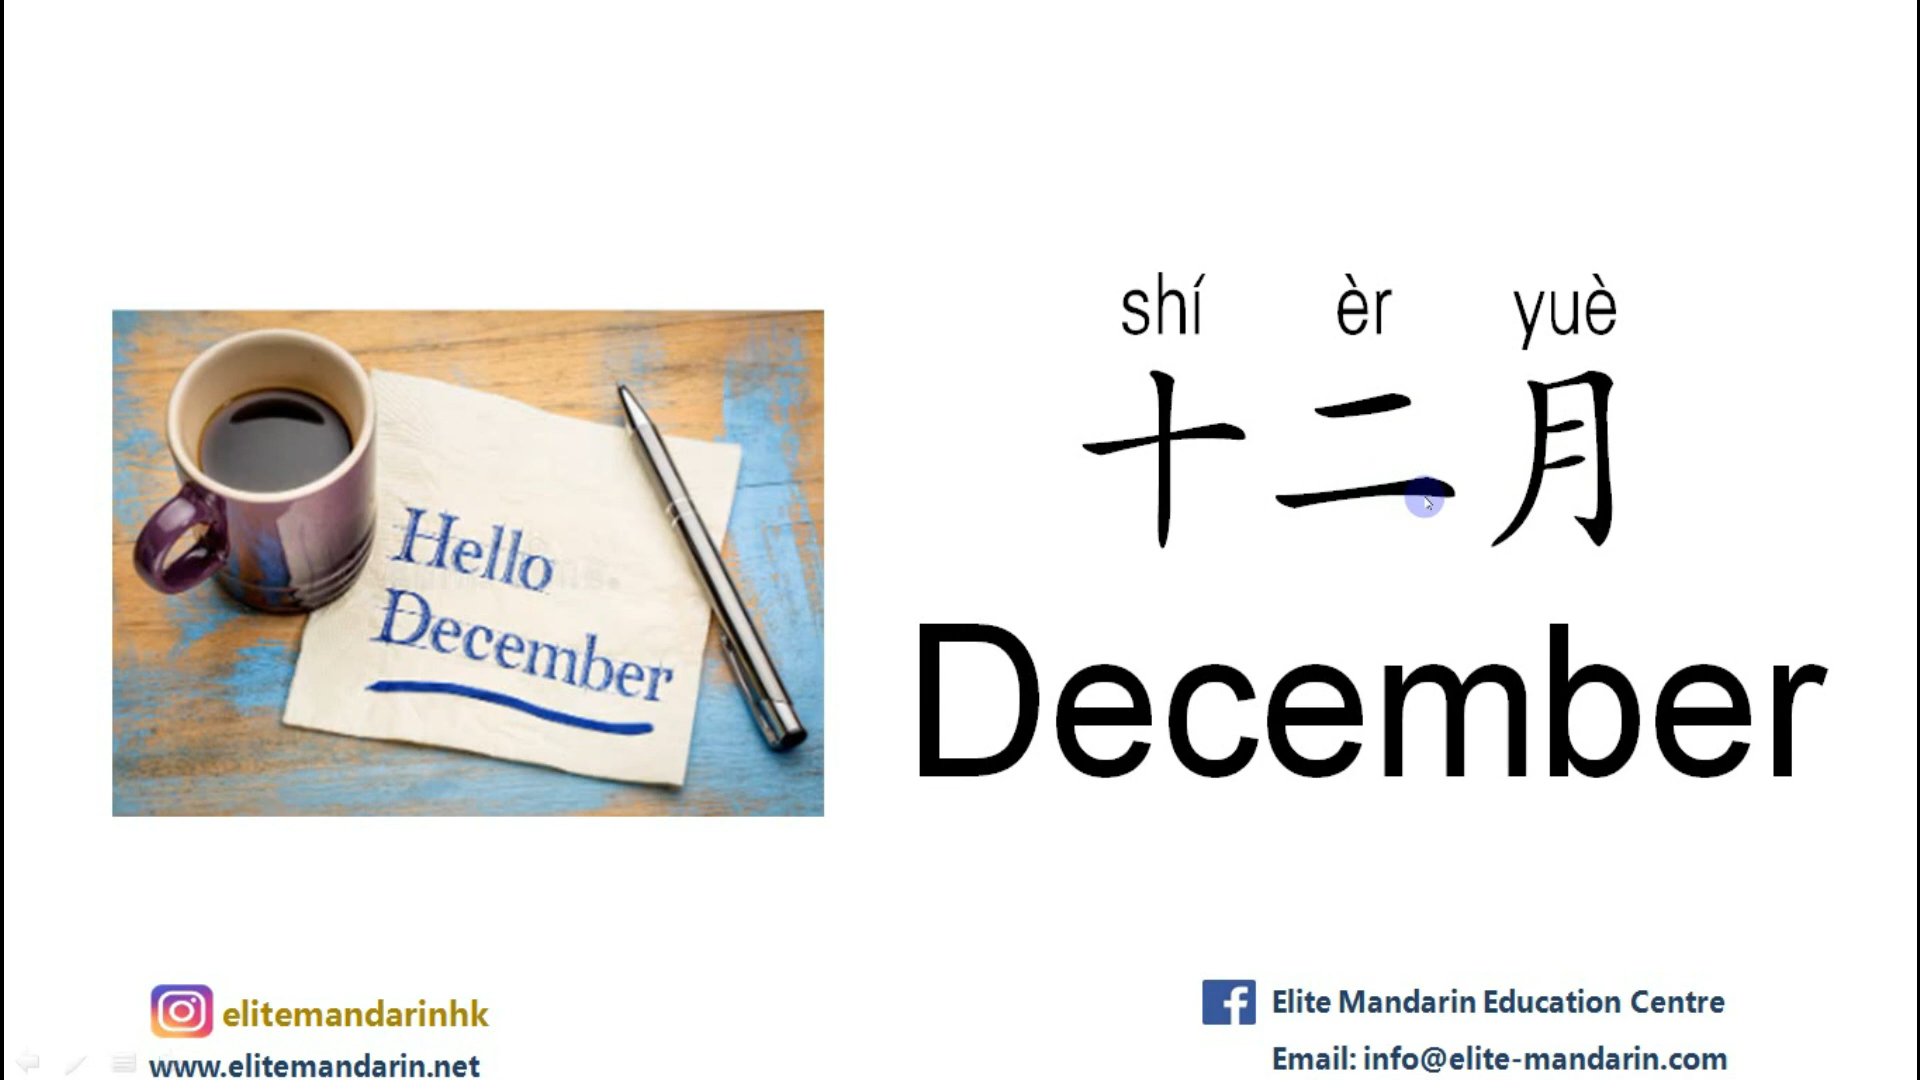 shí èr yuè
十二月
December
Hello
December
elitemandarinhk
www.elitemandarin.net
Elite Mandarin Education Centre
Email: info@elite-mandarin.com